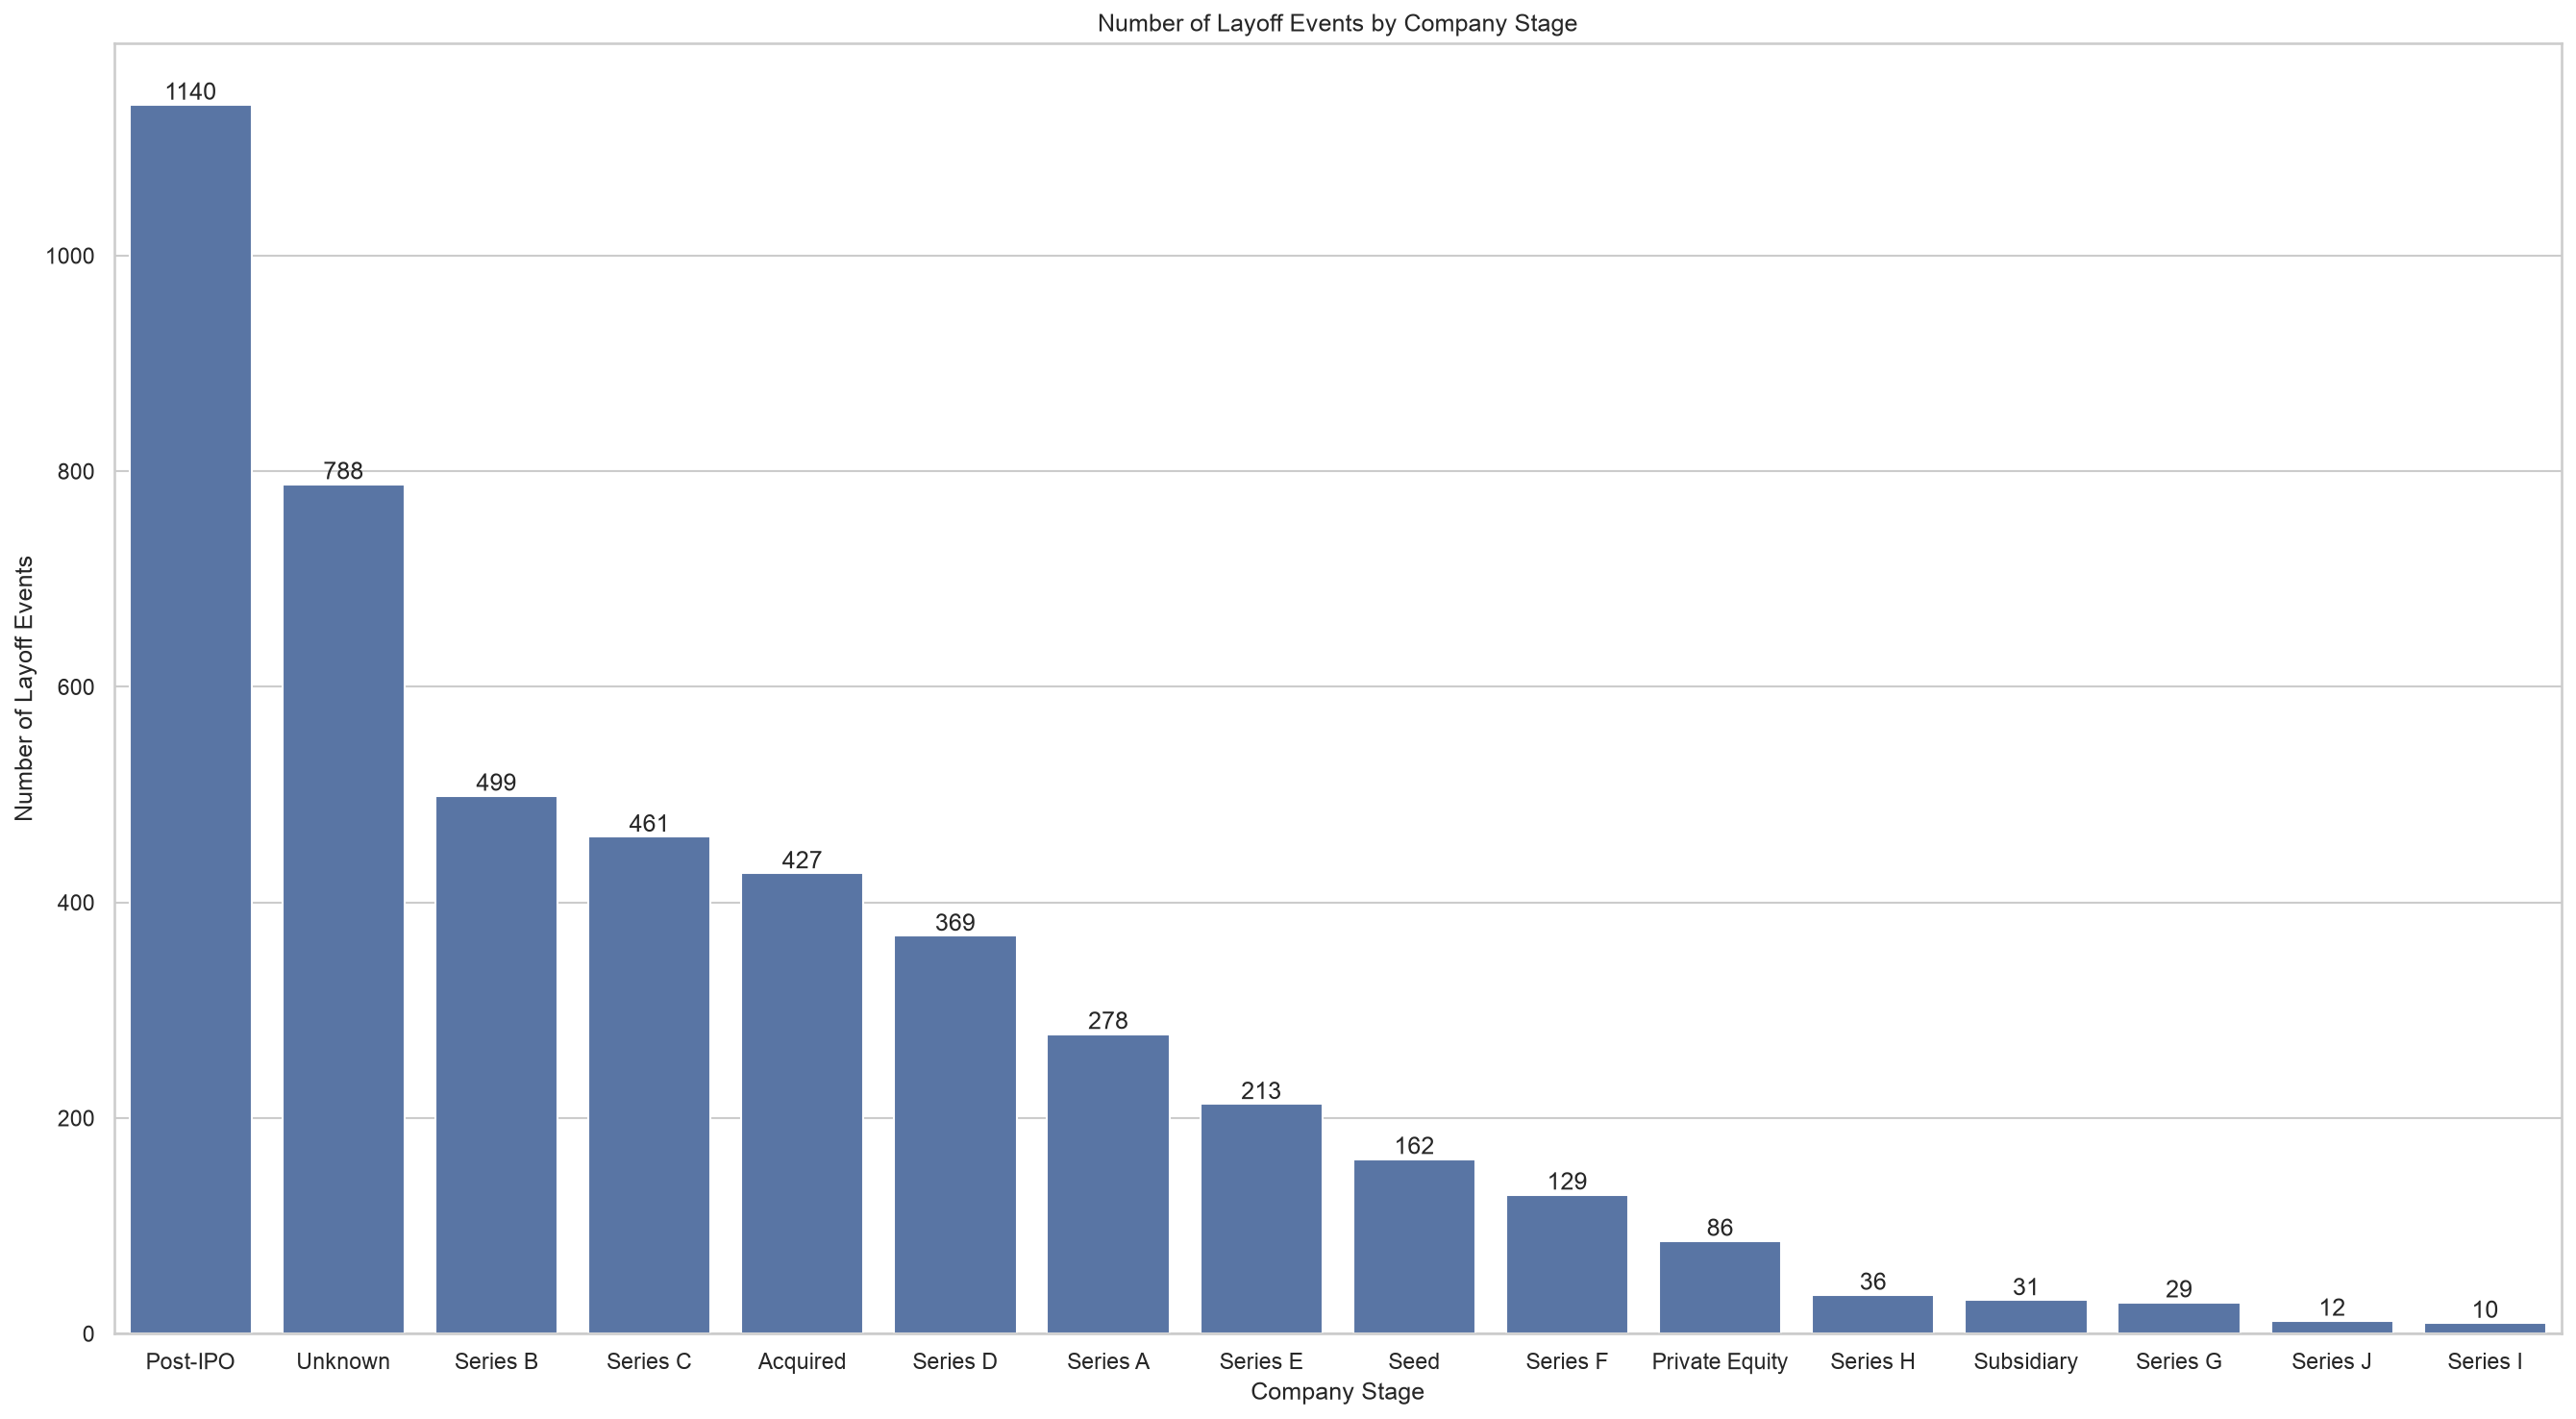 Number of Layoff Events by Company Stage
Number of Layoff Events
1000
800
600
400
200
0
1140
788
499
461
427
369
278
213
162
129
86
36
31
29
12
10
Post-IPO
Unknown
Series B
Series C
Acquired
Series D
Series A
Series E
Seed
Series F
Private Equity
Series H
Subsidiary
Series G
Series J
Series I
Company Stage